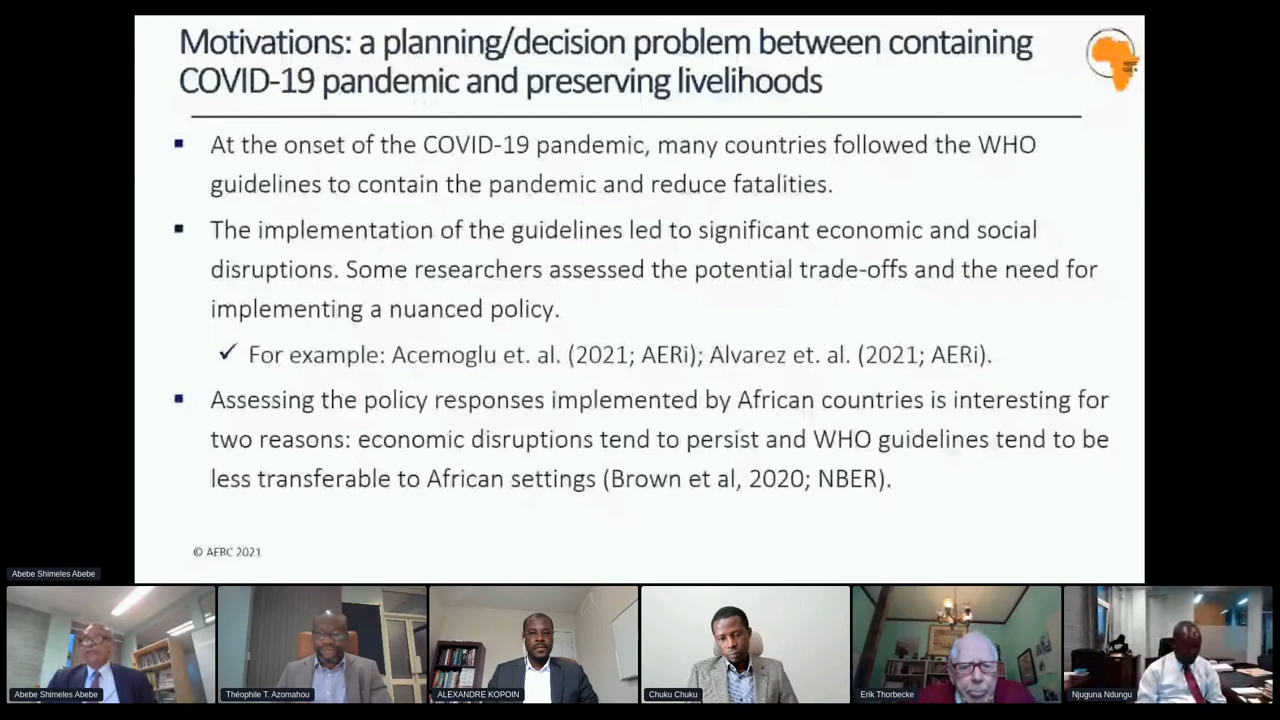 Motivations: a planning/decision problem between containing
COVID-19 pandemic and preserving livelihoods
▪ At the onset of the COVID-19 pandemic, many countries followed the WHO
guidelines to contain the pandemic and reduce fatalities.
▪ The implementation of the guidelines led to significant economic and social
disruptions. Some researchers assessed the potential trade-offs and the need for
implementing a nuanced policy.
✓ For example: Acemoglu et. al. (2021; AERi); Alvarez et. al. (2021; AERi).
▪ Assessing the policy responses implemented by African countries is interesting for
two reasons: economic disruptions tend to persist and WHO guidelines tend to be
less transferable to African settings (Brown et al, 2020; NBER).
© AERC 2021
Abebe Shimeles Abebe
Abebe Shimeles Abebe
Théophile T. Azomahou
ALEXANDRE KOPOIN
Chuku Chuku
Erik Thorbecke
Njuguna Ndungu